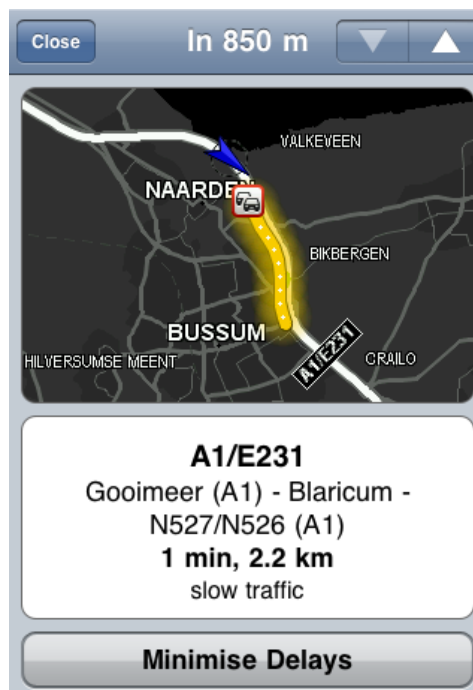 Close
In 850 m
VALKEVEEN
NAARDEN
BIKBERGEN
BUSSUM
A1/E231
HILVERSUMSE MEENT
CRAILO
A1/E231
Gooimeer (A1) - Blaricum -
N527/N526 (A1)
1 min, 2.2 km
slow traffic
Minimise Delays